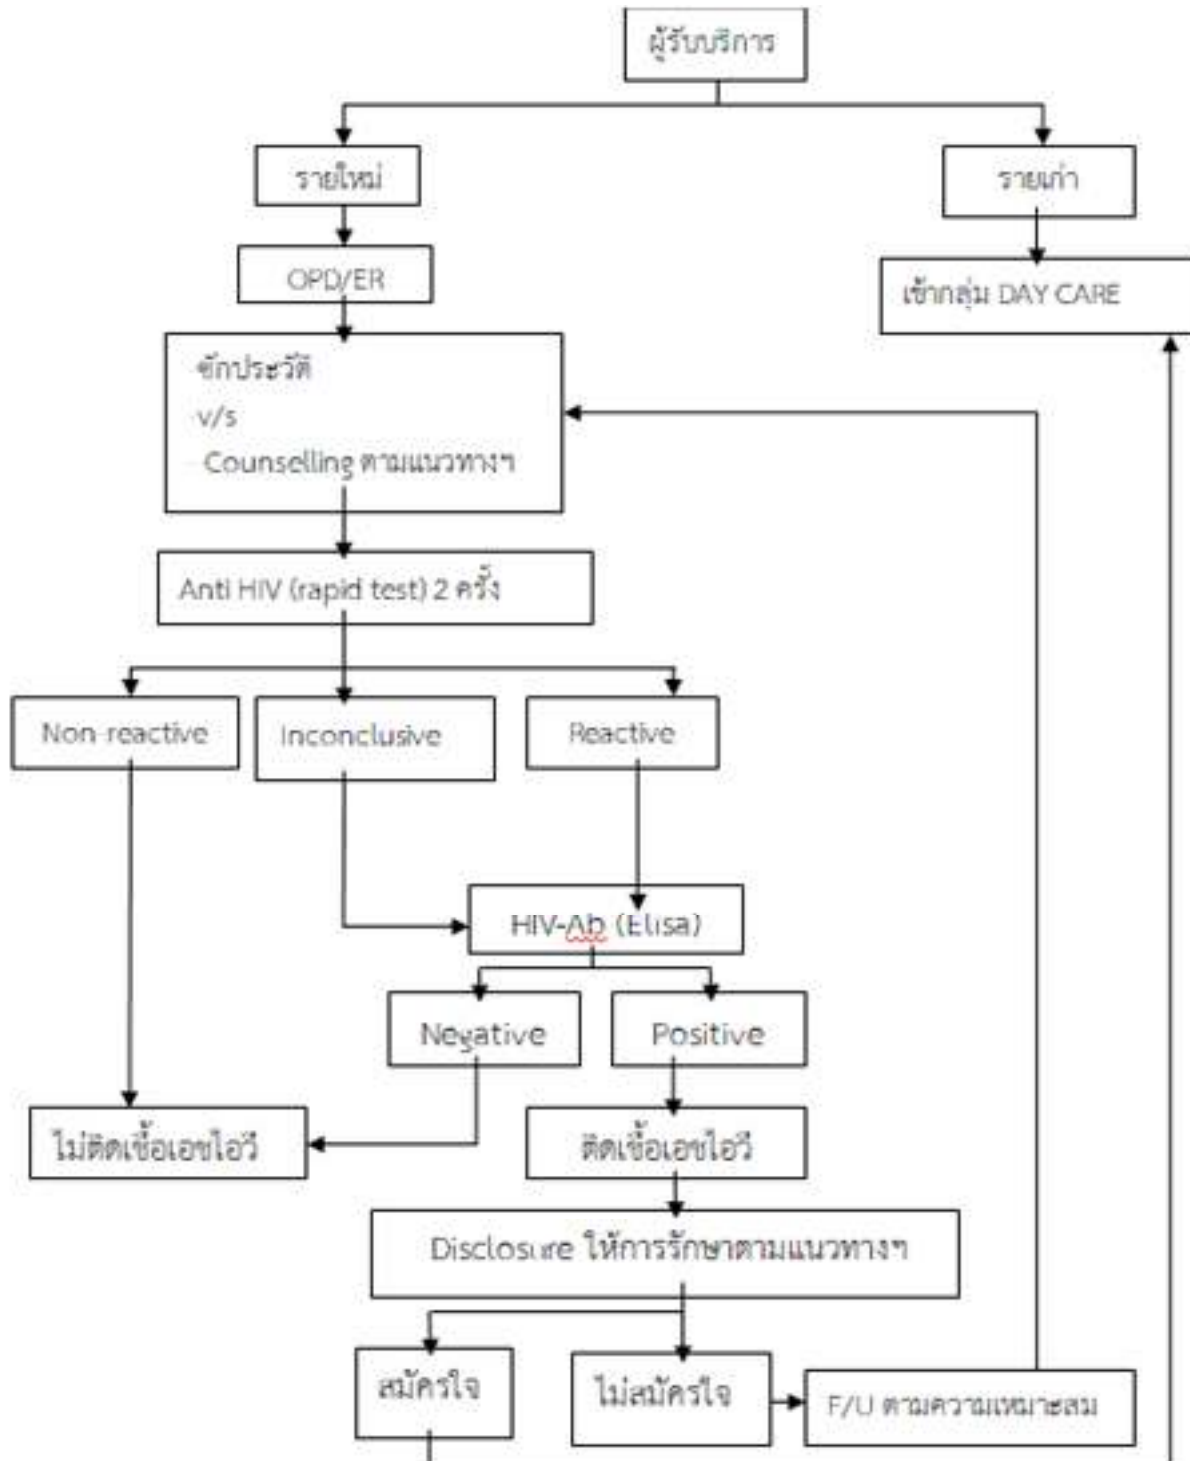 ผู้รับบริการ
รายใหม่
รายเก่า
OPD/ER
เข้ากลุ่ม DAY CARE
ซักประวัติ
v/s
Counselling ตามแนวทางฯ
Anti HIV (rapid test) 2 ครั้ง
Non-reactive
Inconclusive
Reactive
HIV-Ab (Elisa)
Negative
Positive
ไม่ติดเชื้อเอชไอวี
ติดเชื้อเอชไอวี
Disclosure ให้การรักษาตามแนวทางฯ
สมัครใจ
ไม่สมัครใจ
F/U ตามความเหมาะสม